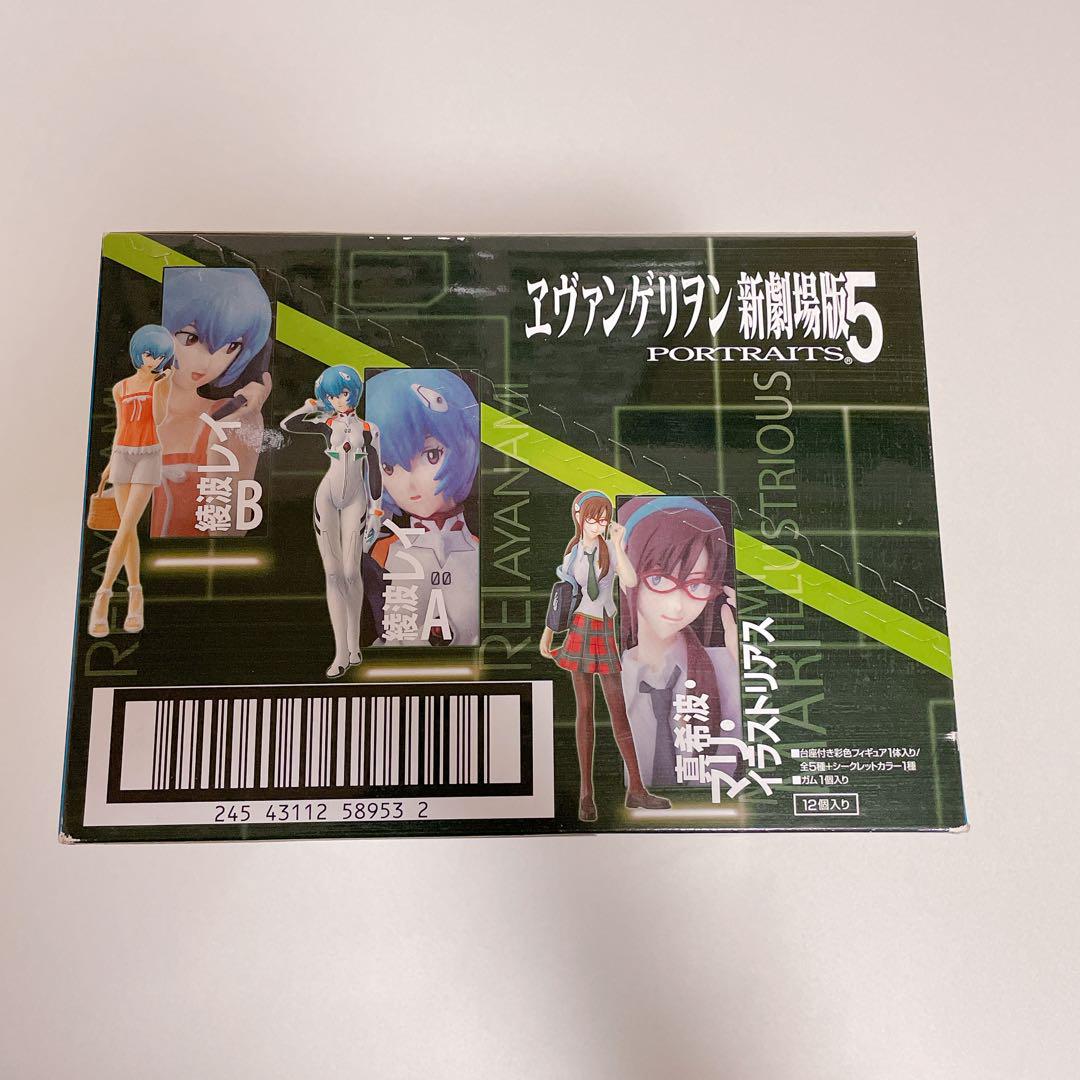 ヱヴァンゲリヲン 新劇場版5
PORTRAITS®
綾波レイ
B
REI AYANAMI
綾波レイ
00
A
REI AYANAMI
真希波・
マリ・
イラストリアス
MARI ILLUSTRIOUS
■台座付き彩色フィギュア1体入り/
全5種+シークレットカラー1種
■ガム1個入り
12個入り
245 43112 58953 2